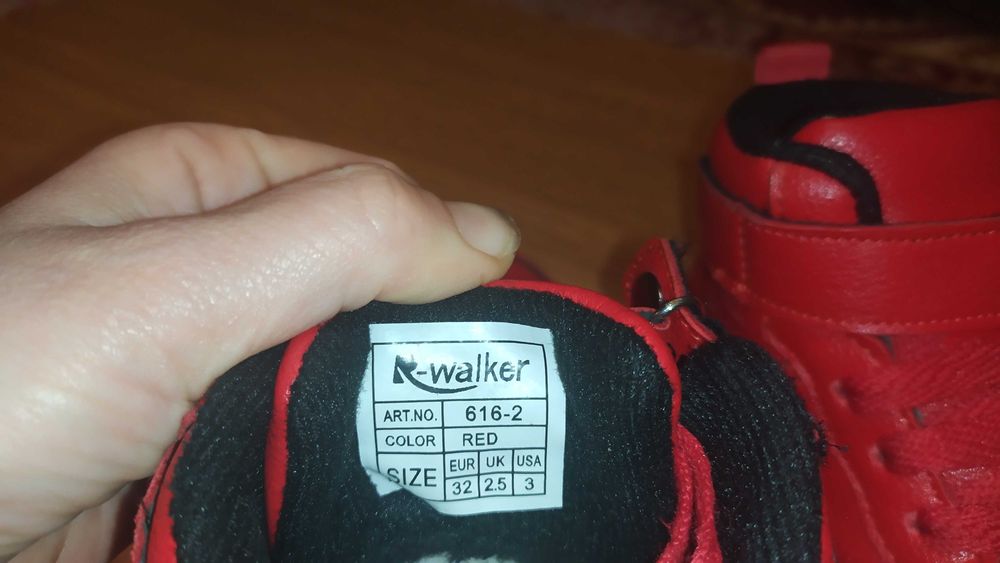 K-walker
ART.NO. 616-2
COLOR RED
SIZE EUR UK USA
32 2.5 3